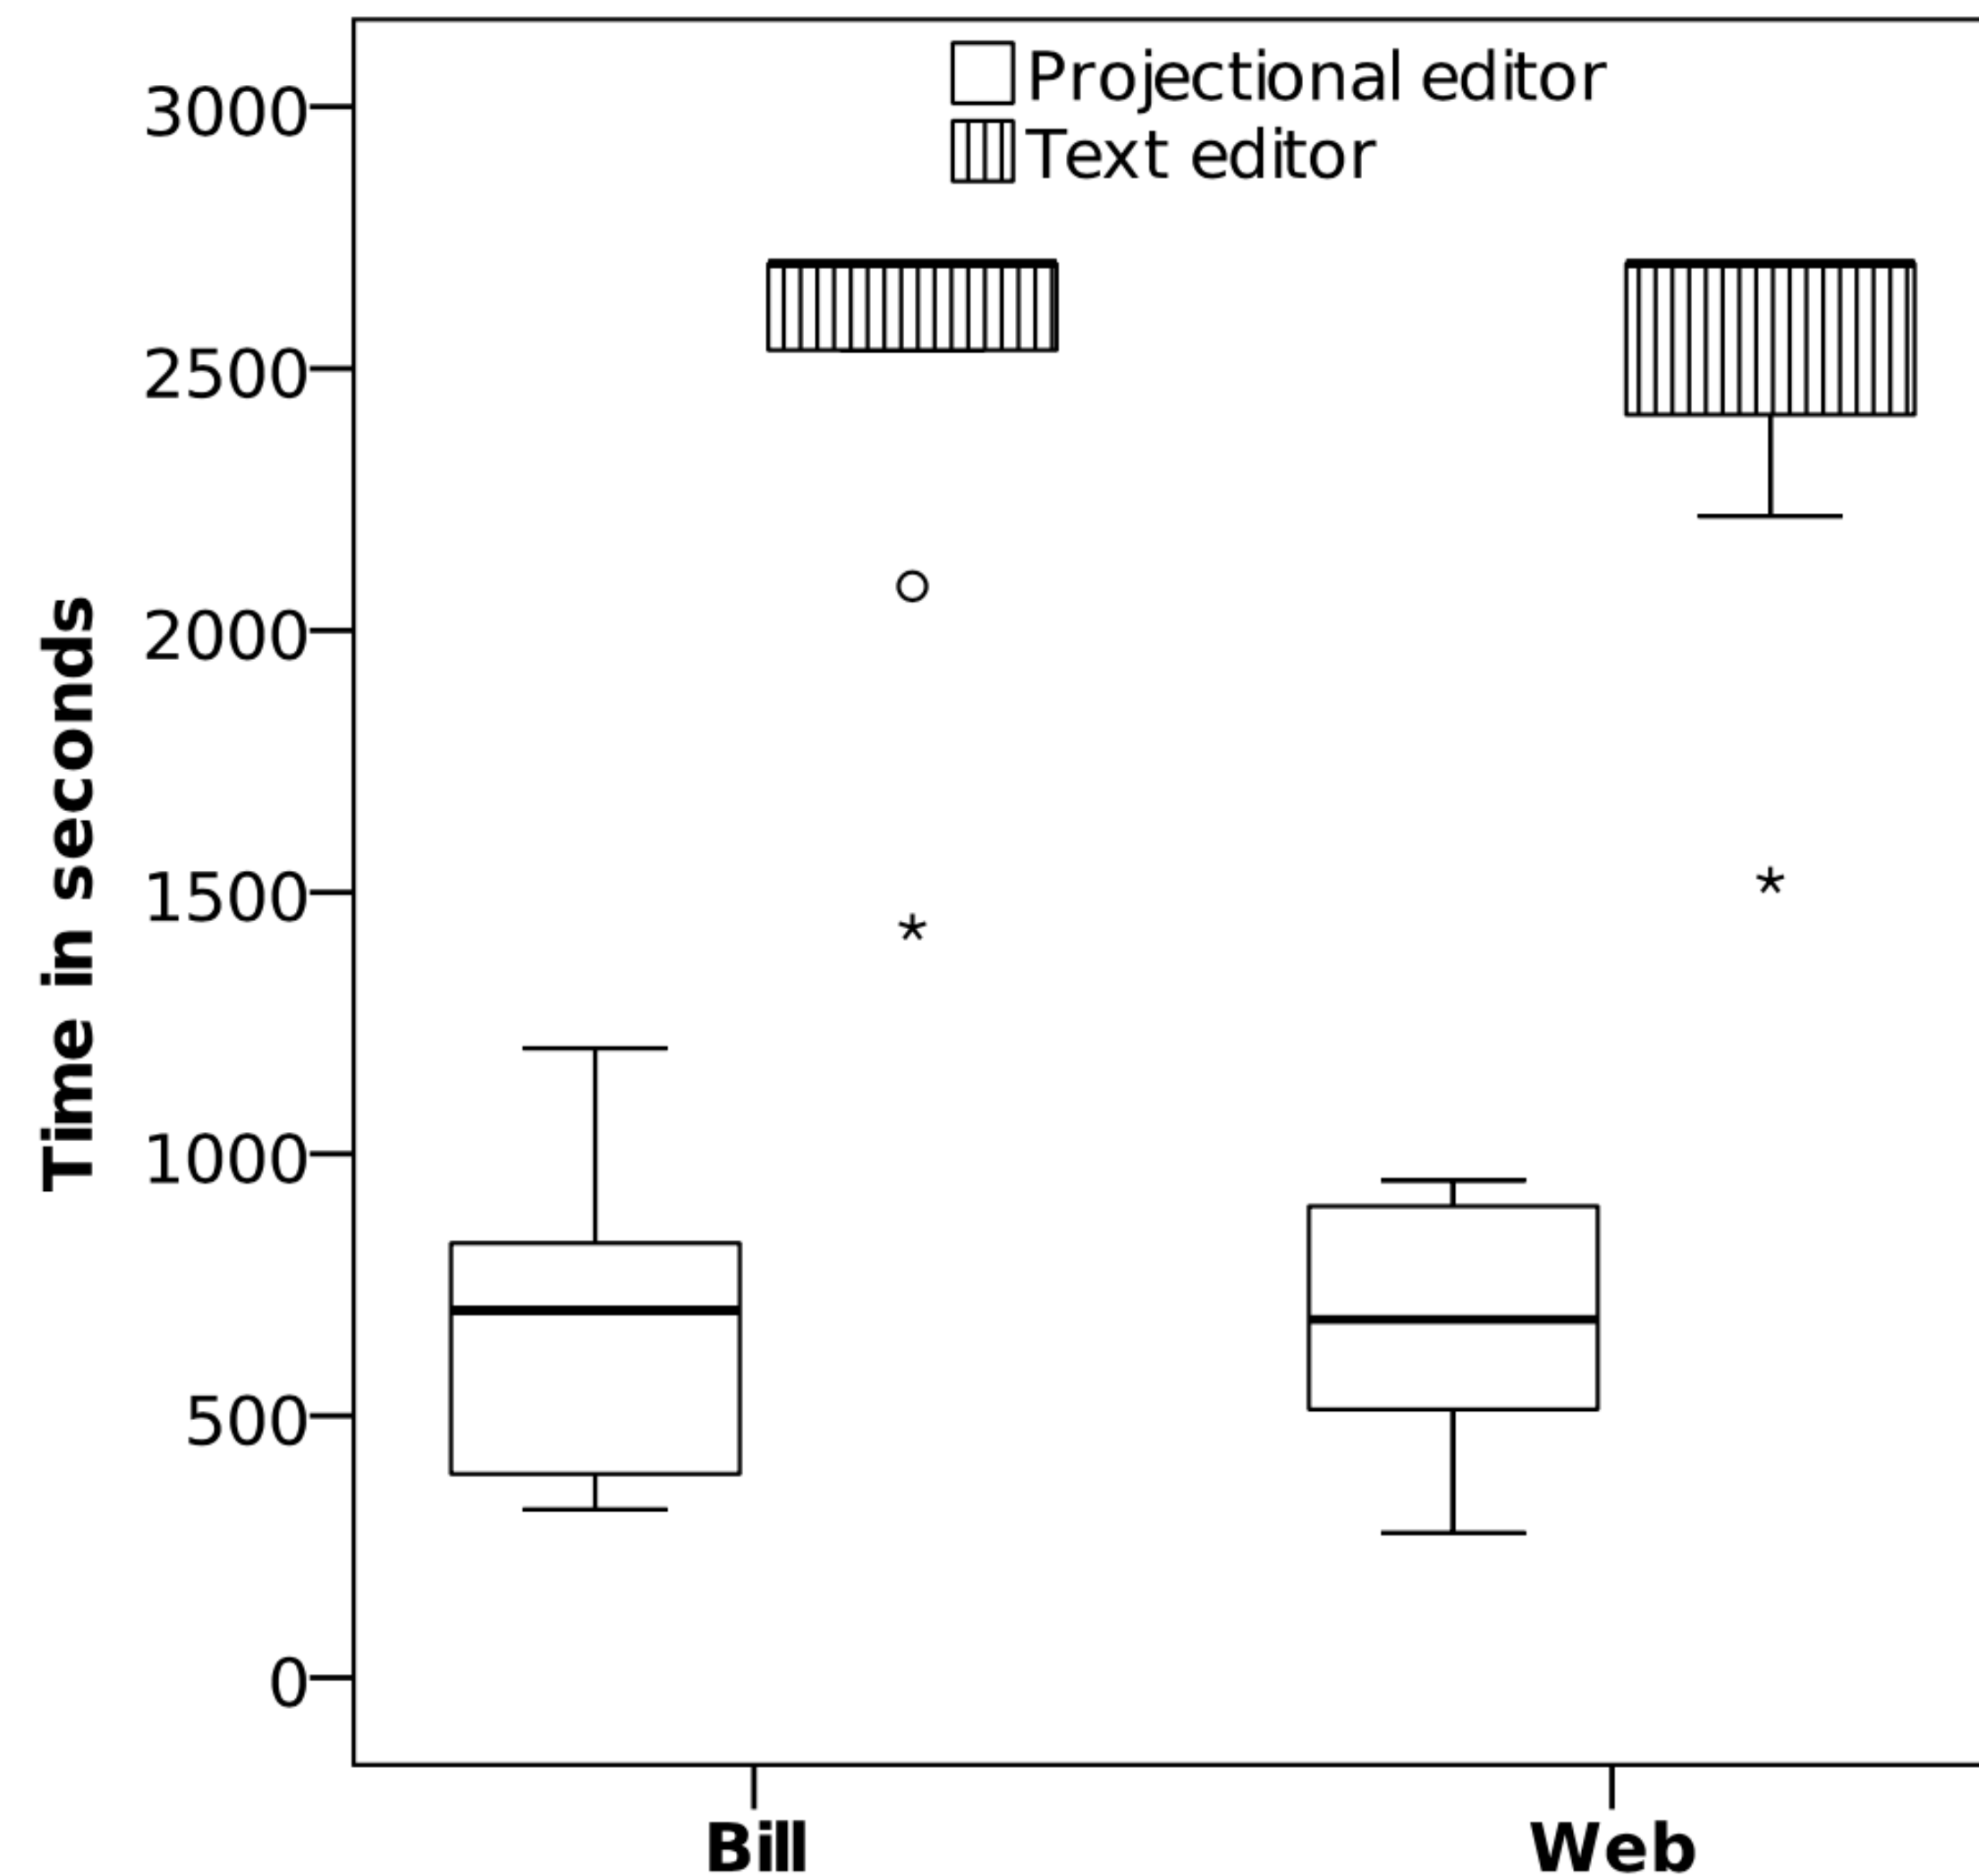 Projectional editor
Text editor
3000
2500
2000
1500
1000
500
0
Time in seconds
Bill
Web